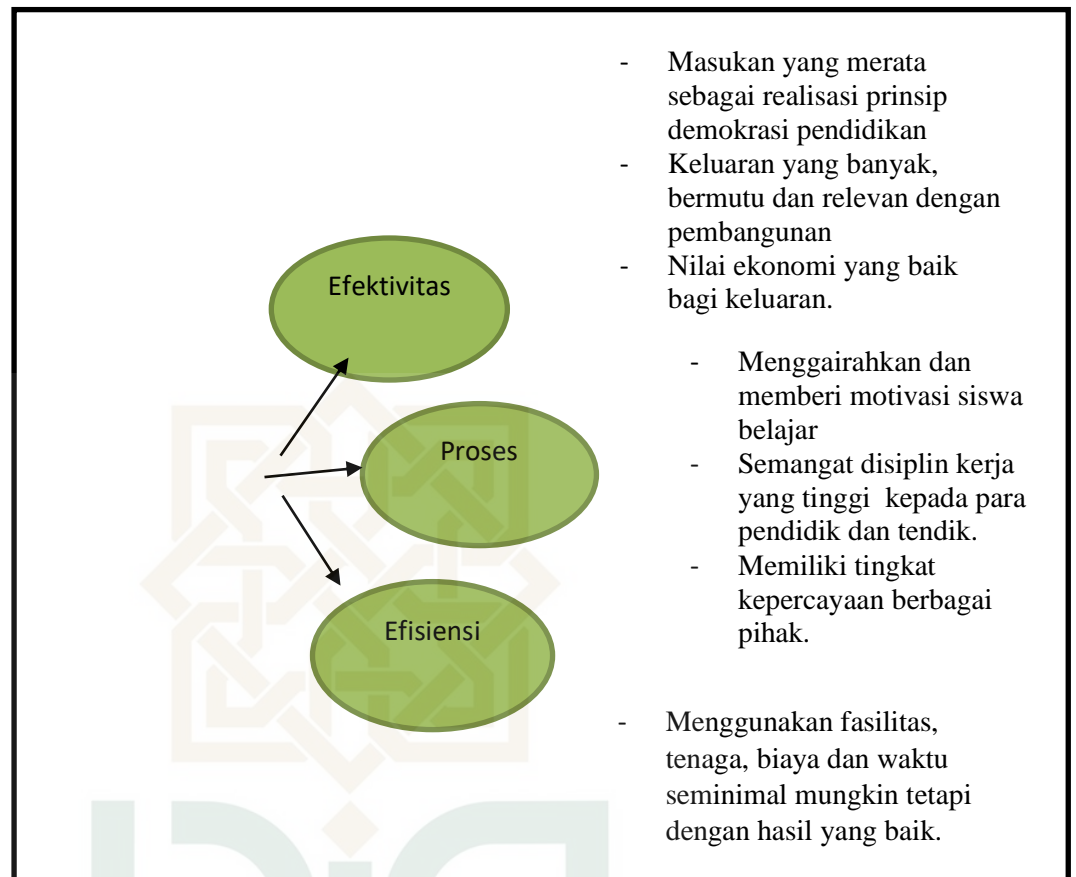 - Masukan yang merata
sebagai realisasi prinsip
demokrasi pendidikan
- Keluaran yang banyak,
bermutu dan relevan dengan
pembangunan
- Nilai ekonomi yang baik
bagi keluaran.
Efektivitas
- Menggairahkan dan
memberi motivasi siswa
belajar
- Semangat disiplin kerja
yang tinggi kepada para
pendidik dan tendik.
- Memiliki tingkat
kepercayaan berbagai
pihak.
Proses
Efisiensi
- Menggunakan fasilitas,
tenaga, biaya dan waktu
seminimal mungkin tetapi
dengan hasil yang baik.